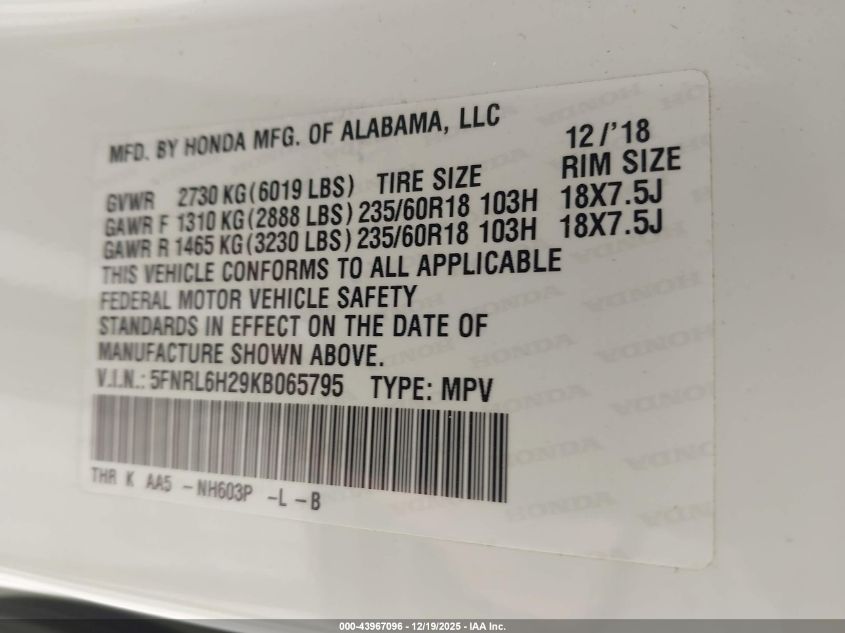 MFD. BY HONDA MFG. OF ALABAMA, LLC 12/'18
GVWR 2730 KG (6019 LBS) TIRE SIZE RIM SIZE
GAWR F 1310 KG (2888 LBS) 235/60R18 103H 18X7.5J
GAWR R 1465 KG (3230 LBS) 235/60R18 103H 18X7.5J
THIS VEHICLE CONFORMS TO ALL APPLICABLE
FEDERAL MOTOR VEHICLE SAFETY
STANDARDS IN EFFECT ON THE DATE OF
MANUFACTURE SHOWN ABOVE.
V.I.N.: 5FNRL6H29KB065795 TYPE: MPV
THR K AA5 -NH603P -L -B
000-43967096 - 12/19/2025 - IAA Inc.